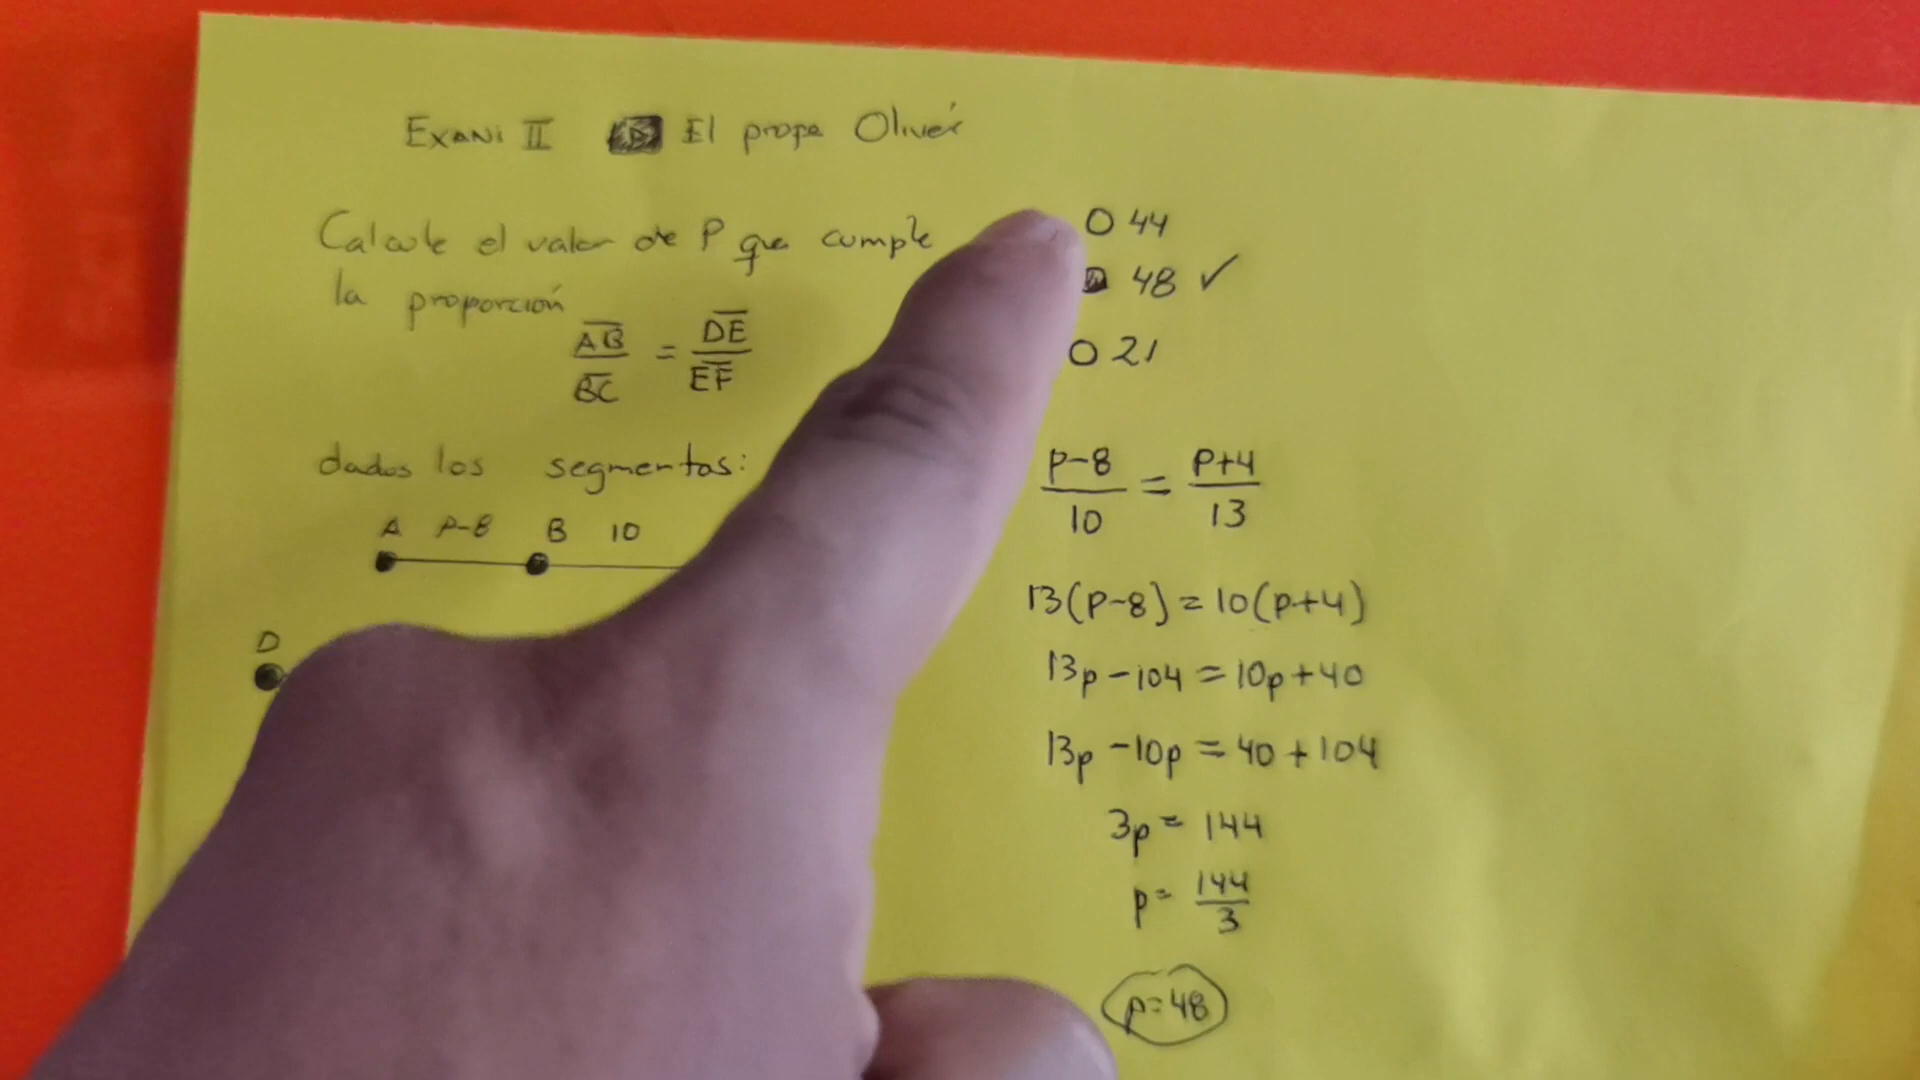 EXANI II El profe Oliver
Calcule el valor de P que cumple
la proporción
AB/BC = DE/EF
dados los segmentos:
A P-8 B 10
D
O 44
48 ✓
O 21
p-8/10 = p+4/13
13(p-8) = 10(p+4)
13p - 104 = 10p + 40
13p - 10p = 40 + 104
3p = 144
p = 144/3
p = 48